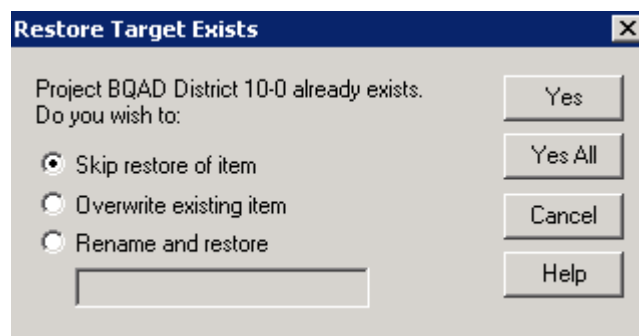 Restore Target Exists
Project BQAD District 10-0 already exists.
Do you wish to:
Skip restore of item
Overwrite existing item
Rename and restore
Yes
Yes All
Cancel
Help